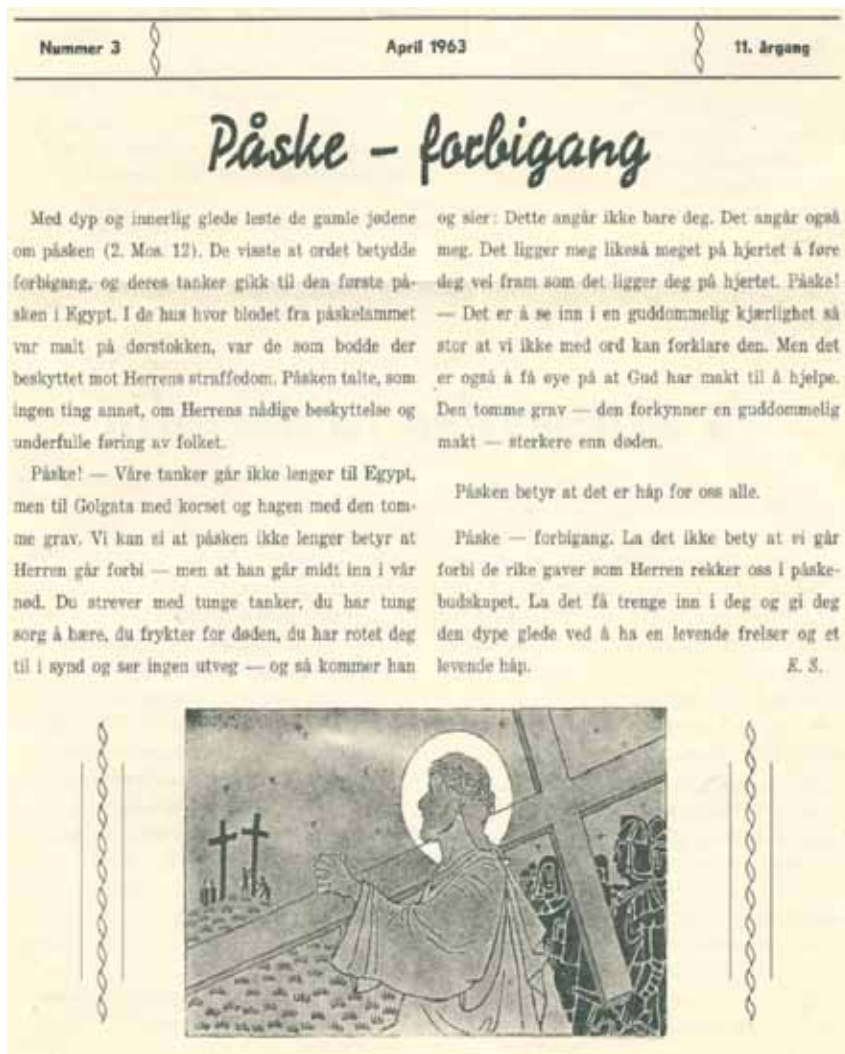 Nummer 3
April 1963
11. årgang
Påske – forbigang
Med dyp og innerlig glede leste de gamle jødene
om påsken (2. Mos. 12). De visste at ordet betydde
forbigang, og deres tanker gikk til den første på-
sken i Egypt. I de hus hvor blodet fra påskelammet
var malt på dørstokken, var de som bodde der
beskyttet mot Herrens straffedom. Påsken talte, som
ingen ting annet, om Herrens nådige beskyttelse og
underfulle føring av folket.
Påske! — Våre tanker går ikke lenger til Egypt,
men til Golgata med korset og hagen med den tom-
me grav. Vi kan si at påsken ikke lenger betyr at
Herren går forbi — men at han går midt inn i vår
nød. Du strever med tunge tanker, du har tung
sorg å bære, du frykter for døden, du har rotet deg
til i synd og ser ingen utveg — og så kommer han
og sier: Dette angår ikke bare deg. Det angår også
meg. Det ligger meg likeså meget på hjertet å føre
deg vel fram som det ligger deg på hjertet. Påske!
— Det er å se inn i en guddommelig kjærlighet så
stor at vi ikke med ord kan forklare den. Men det
er også å få øye på at Gud har makt til å hjelpe.
Den tomme grav — den forkynner en guddommelig
makt — sterkere enn døden.
Påsken betyr at det er håp for oss alle.
Påske — forbigang. La det ikke bety at vi går
forbi de rike gaver som Herren rekker oss i påske-
budskapet. La det få trenge inn i deg og gi deg
den dype glede ved å ha en levende frelser og et
levende håp. E. S.